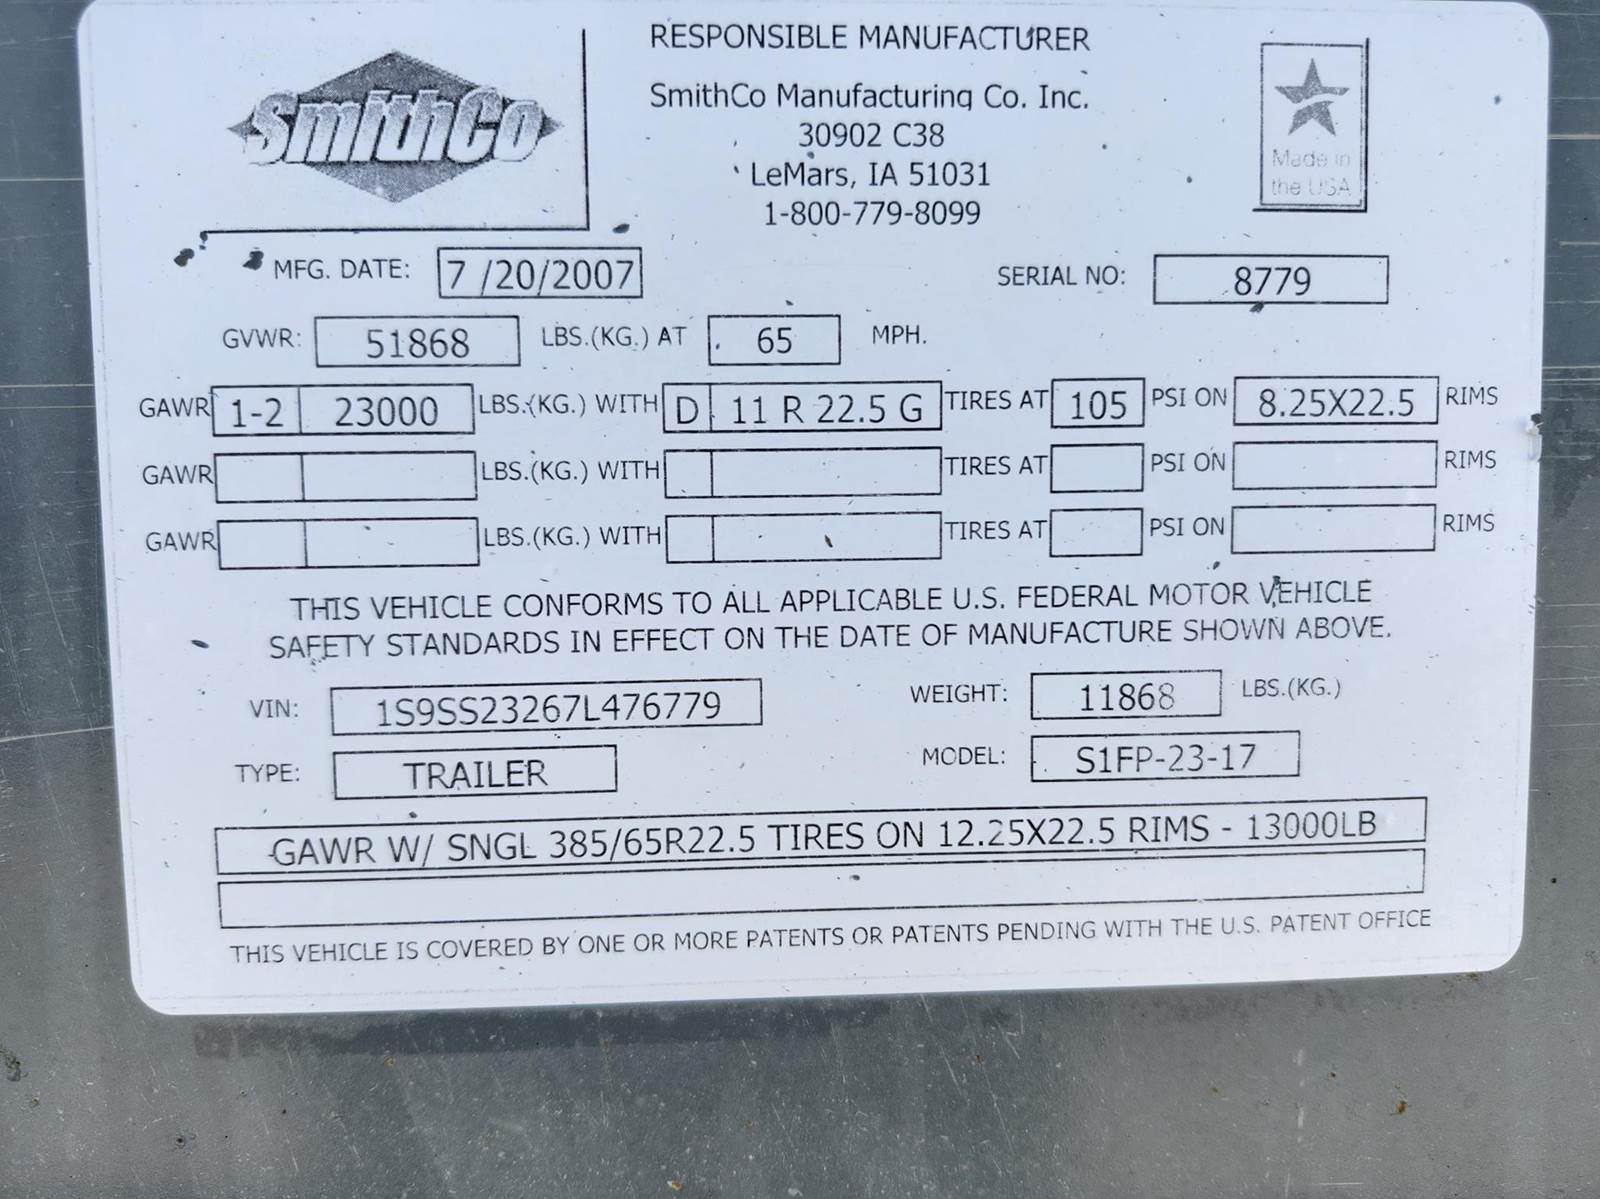 SmithCo
RESPONSIBLE MANUFACTURER
SmithCo Manufacturing Co. Inc.
30902 C38
LeMars, IA 51031
1-800-779-8099
Made in
the USA
MFG. DATE: 7 /20/2007 SERIAL NO: 8779
GVWR: 51868 LBS.(KG.) AT 65 MPH.
GAWR 1-2 23000 LBS.(KG.) WITH D 11 R 22.5 G TIRES AT 105 PSI ON 8.25X22.5 RIMS
GAWR LBS.(KG.) WITH TIRES AT PSI ON RIMS
GAWR LBS.(KG.) WITH TIRES AT PSI ON RIMS
THIS VEHICLE CONFORMS TO ALL APPLICABLE U.S. FEDERAL MOTOR VEHICLE
SAFETY STANDARDS IN EFFECT ON THE DATE OF MANUFACTURE SHOWN ABOVE.
VIN: 1S9SS23267L476779 WEIGHT: 11868 LBS.(KG.)
TYPE: TRAILER MODEL: S1FP-23-17
GAWR W/ SNGL 385/65R22.5 TIRES ON 12.25X22.5 RIMS - 13000LB
THIS VEHICLE IS COVERED BY ONE OR MORE PATENTS OR PATENTS PENDING WITH THE U.S. PATENT OFFICE